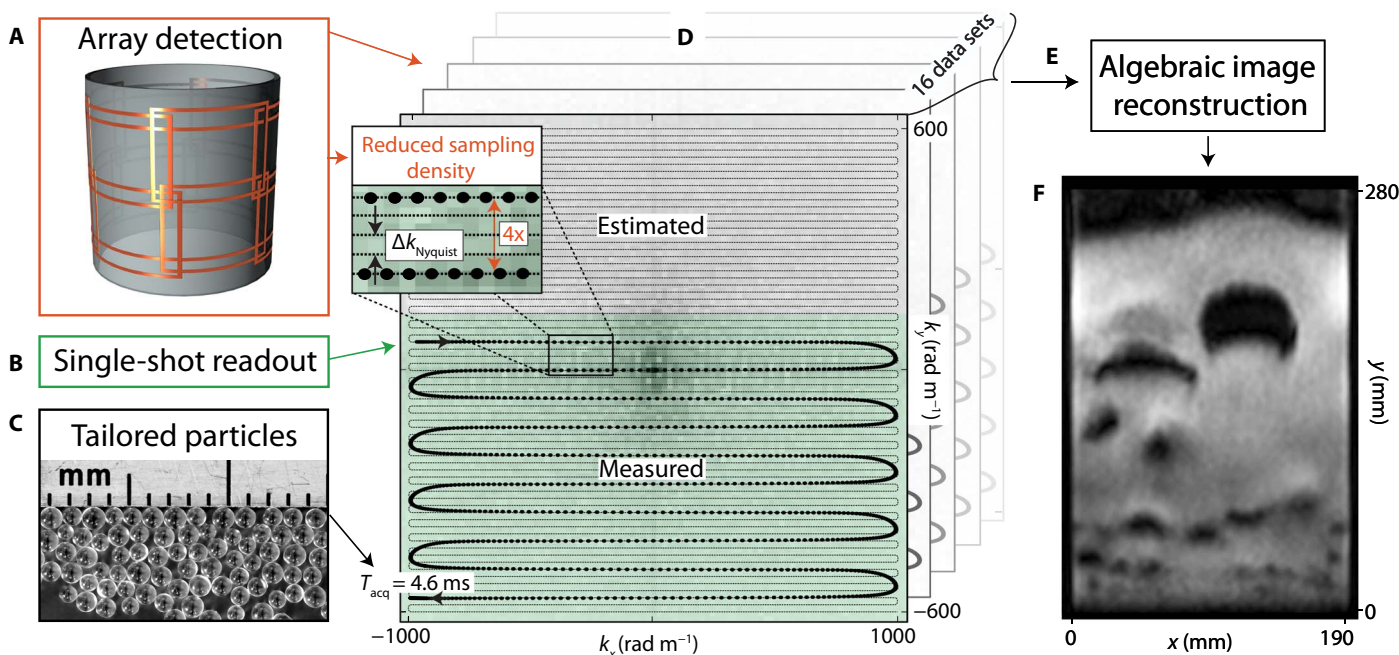 A
Array detection
B
Single-shot readout
C
Tailored particles
mm
D
16 data sets
Reduced sampling
density
4x
Δk_Nyquist
Estimated
Measured
T_acq = 4.6 ms
600
k_y (rad m⁻¹)
−600
−1000
k_x (rad m⁻¹)
1000
E
Algebraic image
reconstruction
F
280
y (mm)
0
0
x (mm)
190